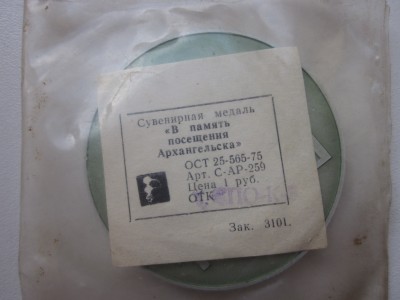 Сувенирная медаль
«В память
посещения
Архангельска»
ОСТ 25-565-75
Арт. С-АР-259
Цена 1 руб.
ОТК
Зак. 3101.